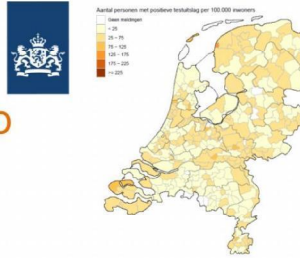 Aantal personen met positieve testuitslag per 100.000 inwoners
Geen meldingen
< 25
25 - 75
75 - 125
125 - 175
175 - 225
>= 225